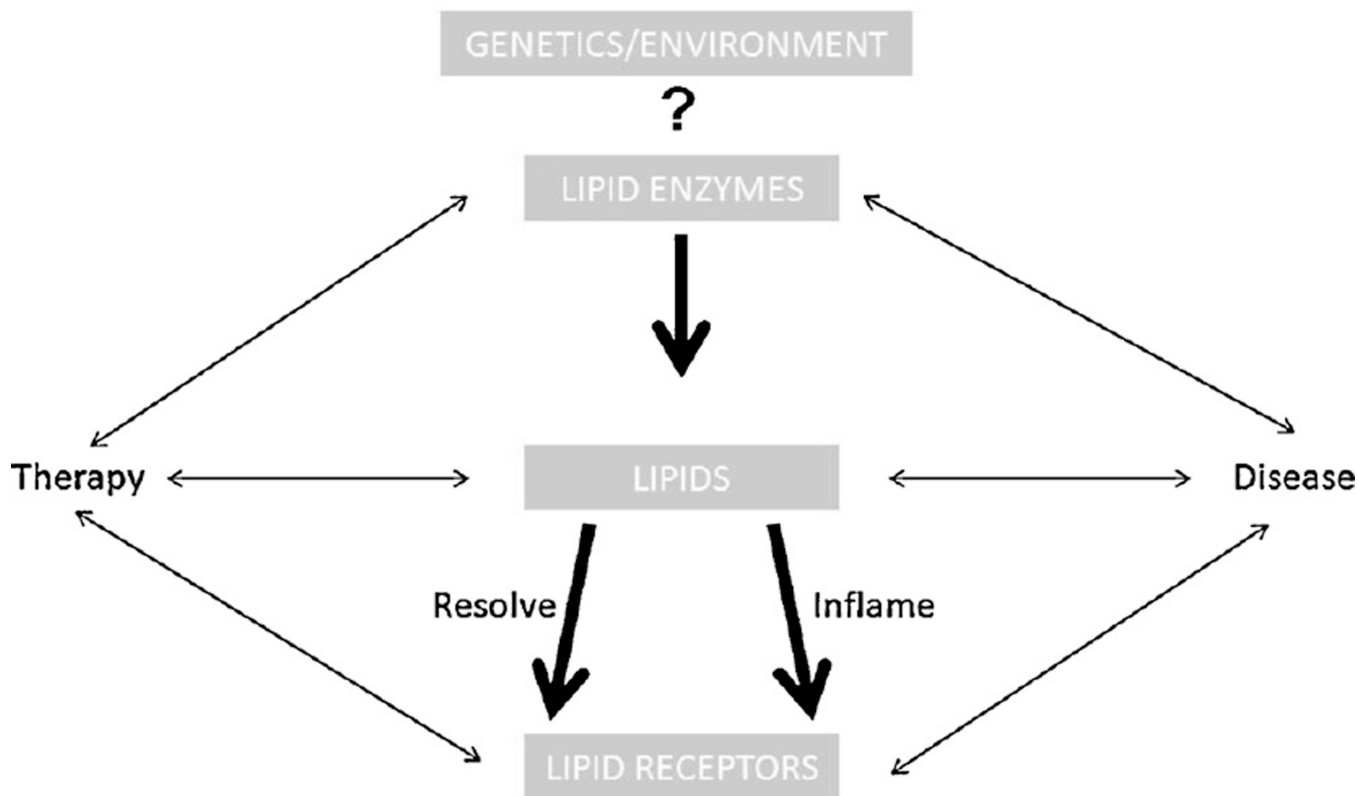 GENETICS/ENVIRONMENT
?
LIPID ENZYMES
Therapy
LIPIDS
Disease
Resolve
Inflame
LIPID RECEPTORS